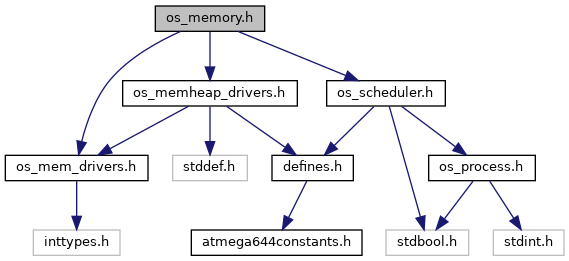 os_memory.h
os_memheap_drivers.h
os_scheduler.h
os_mem_drivers.h
stddef.h
defines.h
os_process.h
inttypes.h
atmega644constants.h
stdbool.h
stdint.h